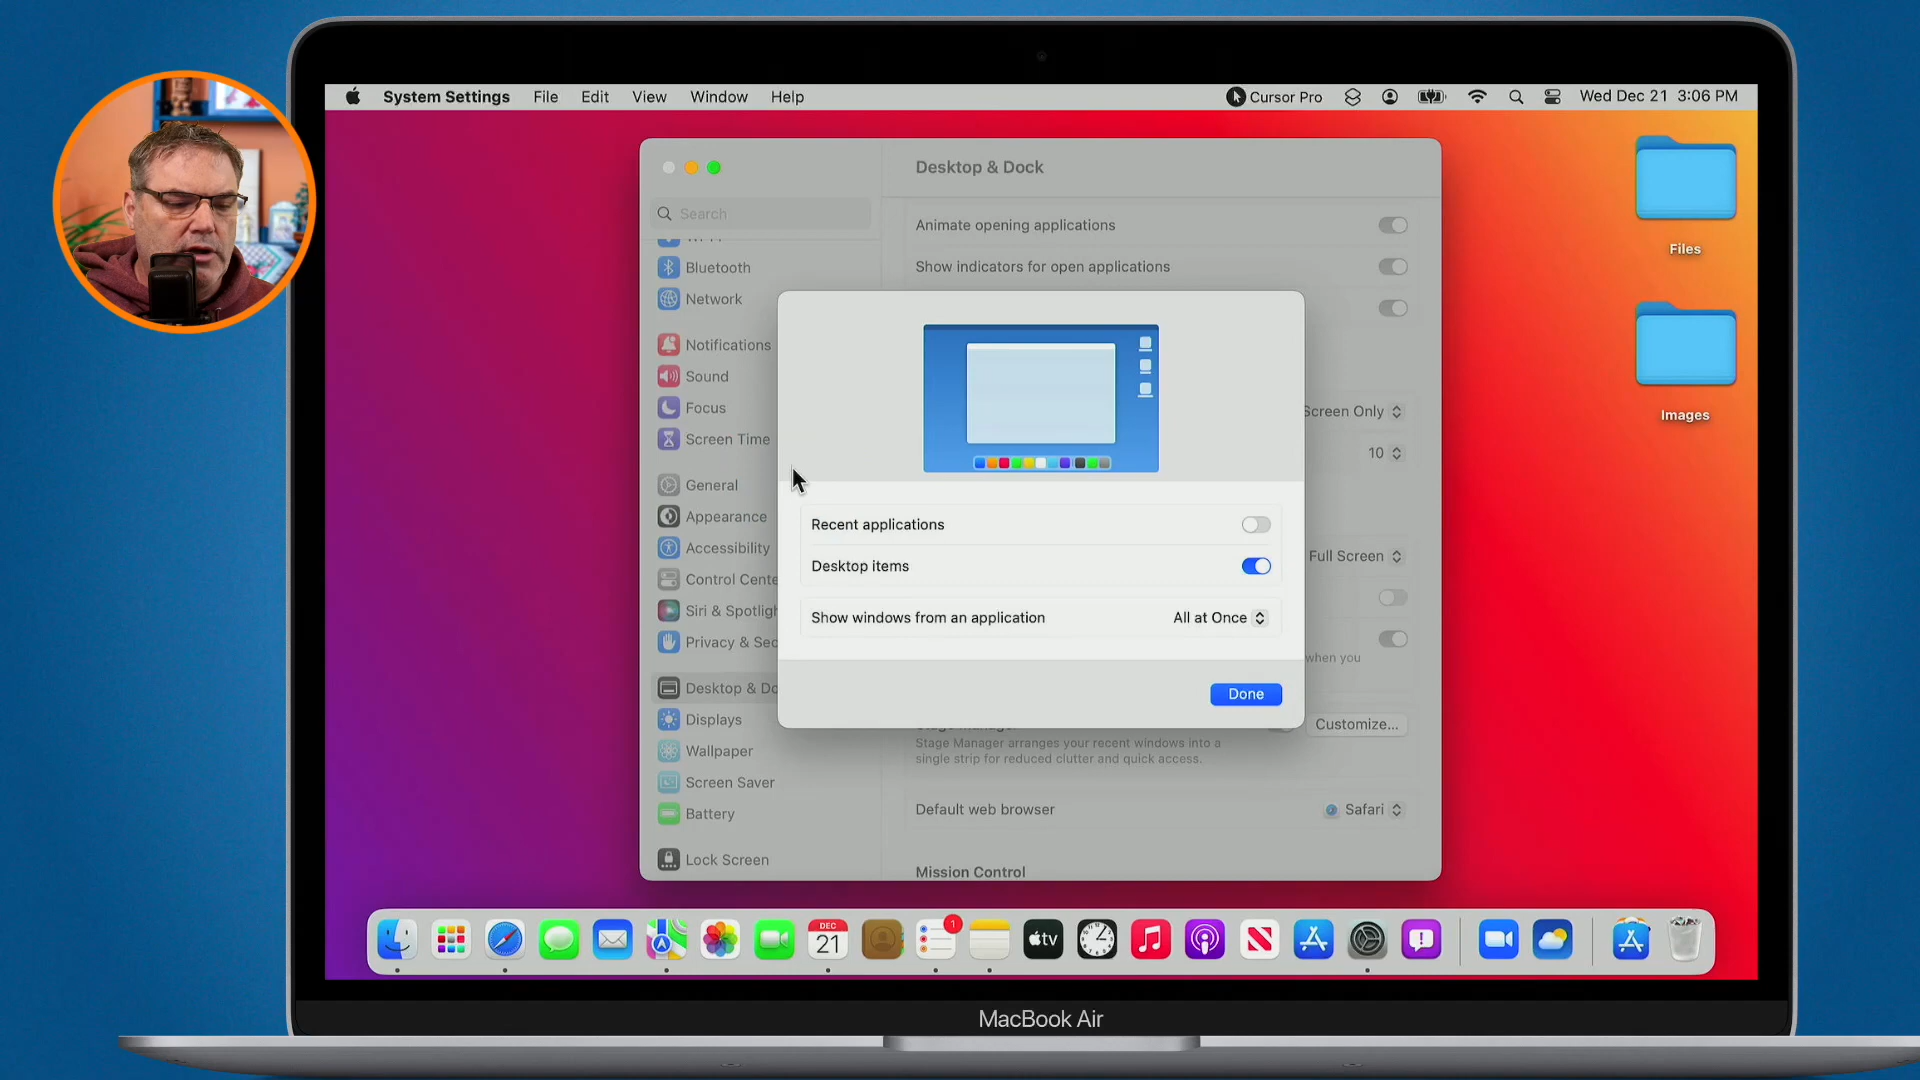 System Settings File Edit View Window Help
Cursor Pro Wed Dec 21 3:06 PM
Desktop & Dock
Search
Animate opening applications
Show indicators for open applications
Bluetooth
Network
Notifications
Sound
Focus
Screen Time
General
Appearance
Accessibility
Control Cente
Siri & Spotligh
Privacy & Sec
Desktop & Do
Displays
Wallpaper
Screen Saver
Battery
Lock Screen
Screen Only
10
Full Screen
when you
Recent applications
Desktop items
Show windows from an application All at Once
Done
Customize...
Stage Manager arranges your recent windows into a
single strip for reduced clutter and quick access.
Default web browser Safari
Mission Control
Files
Images
DEC
21
1
tv
MacBook Air